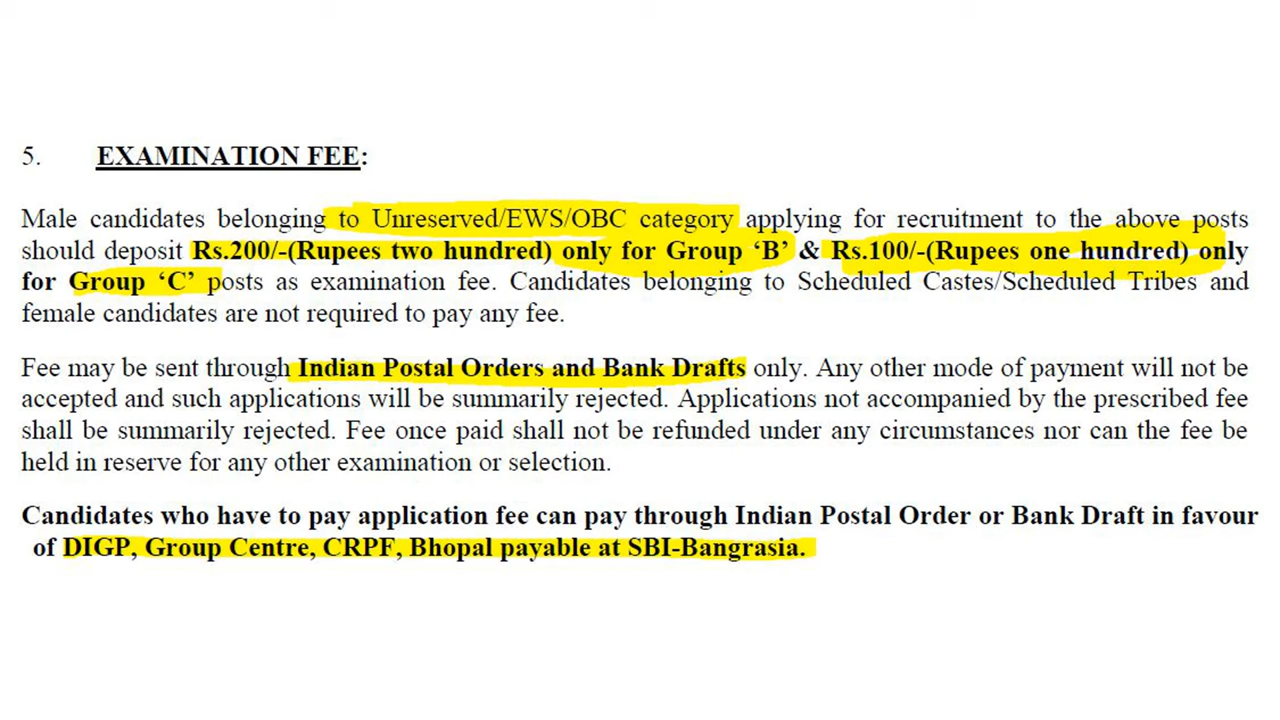 5. EXAMINATION FEE:
Male candidates belonging to Unreserved/EWS/OBC category applying for recruitment to the above posts
should deposit Rs.200/-(Rupees two hundred) only for Group ‘B’ & Rs.100/-(Rupees one hundred) only
for Group ‘C’ posts as examination fee. Candidates belonging to Scheduled Castes/Scheduled Tribes and
female candidates are not required to pay any fee.
Fee may be sent through Indian Postal Orders and Bank Drafts only. Any other mode of payment will not be
accepted and such applications will be summarily rejected. Applications not accompanied by the prescribed fee
shall be summarily rejected. Fee once paid shall not be refunded under any circumstances nor can the fee be
held in reserve for any other examination or selection.
Candidates who have to pay application fee can pay through Indian Postal Order or Bank Draft in favour
of DIGP, Group Centre, CRPF, Bhopal payable at SBI-Bangrasia.